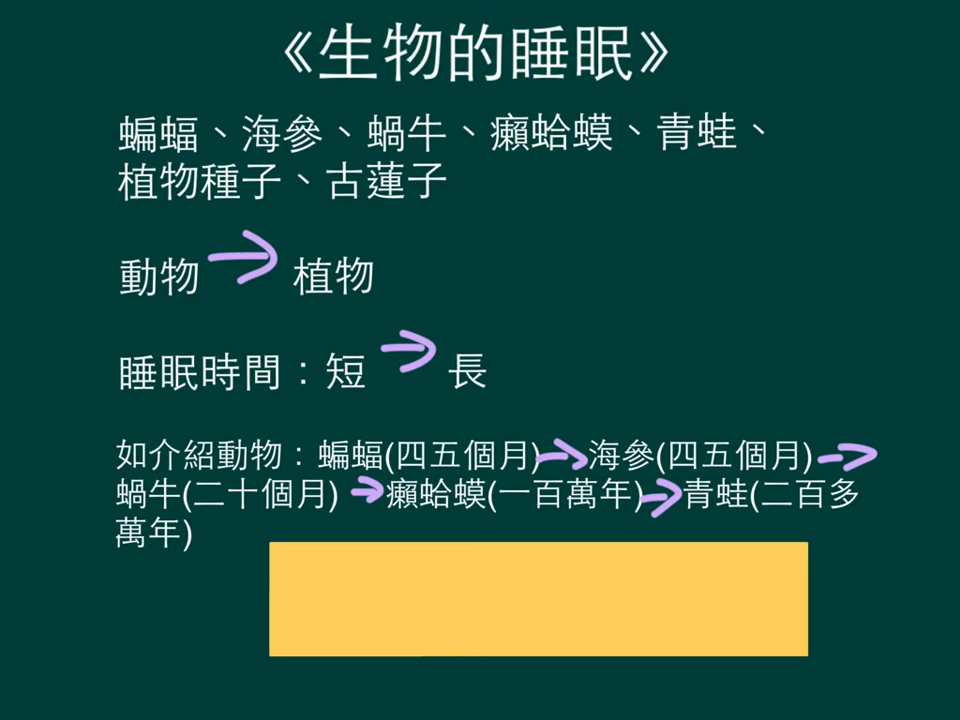 《生物的睡眠》
蝙蝠、海參、蝸牛、癩蛤蟆、青蛙、
植物種子、古蓮子
動物 植物
睡眠時間：短 長
如介紹動物：蝙蝠(四五個月) 海參(四五個月)
蝸牛(二十個月) 癩蛤蟆(一百萬年) 青蛙(二百多
萬年)